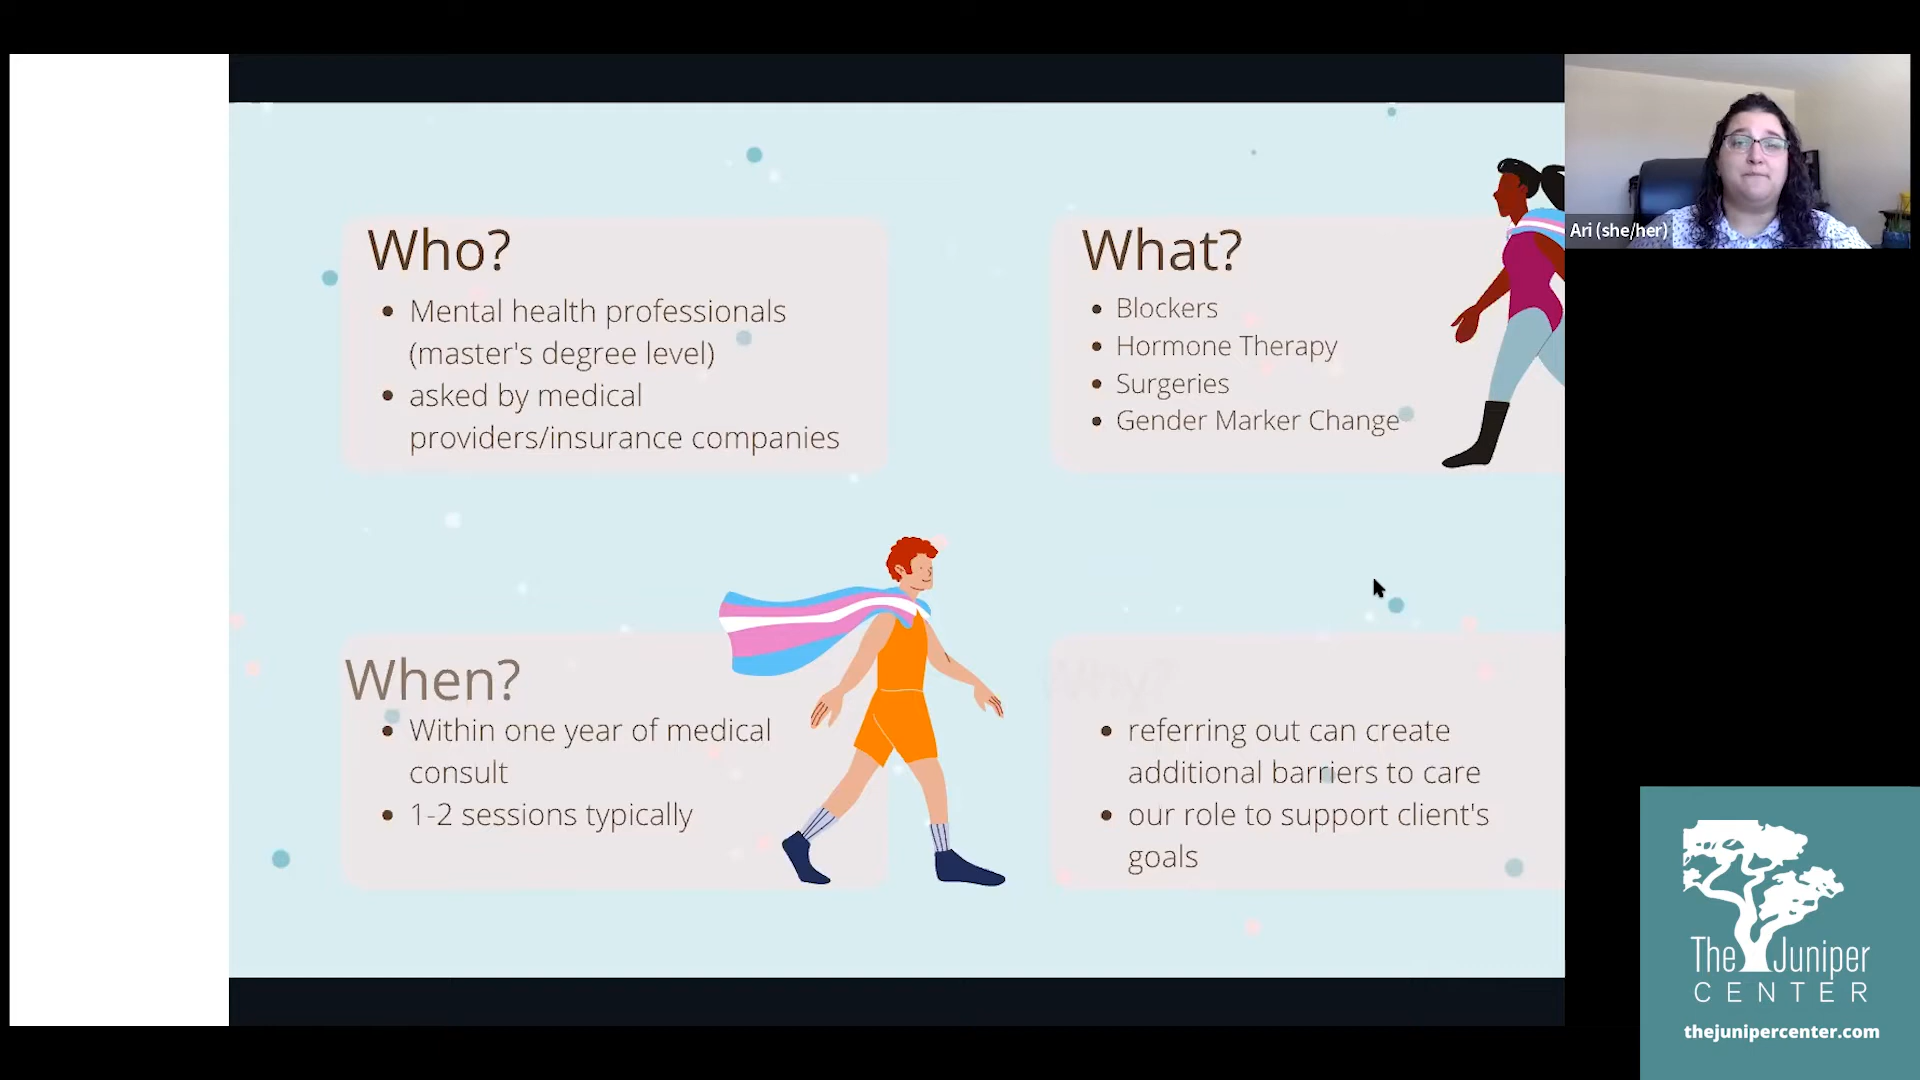 Who?
• Mental health professionals
(master's degree level)
• asked by medical
providers/insurance companies
What?
• Blockers
• Hormone Therapy
• Surgeries
• Gender Marker Change
When?
• Within one year of medical
consult
• 1-2 sessions typically
Why?
• referring out can create
additional barriers to care
• our role to support client's
goals
Ari (she/her)
The Juniper
CENTER
thejunipercenter.com